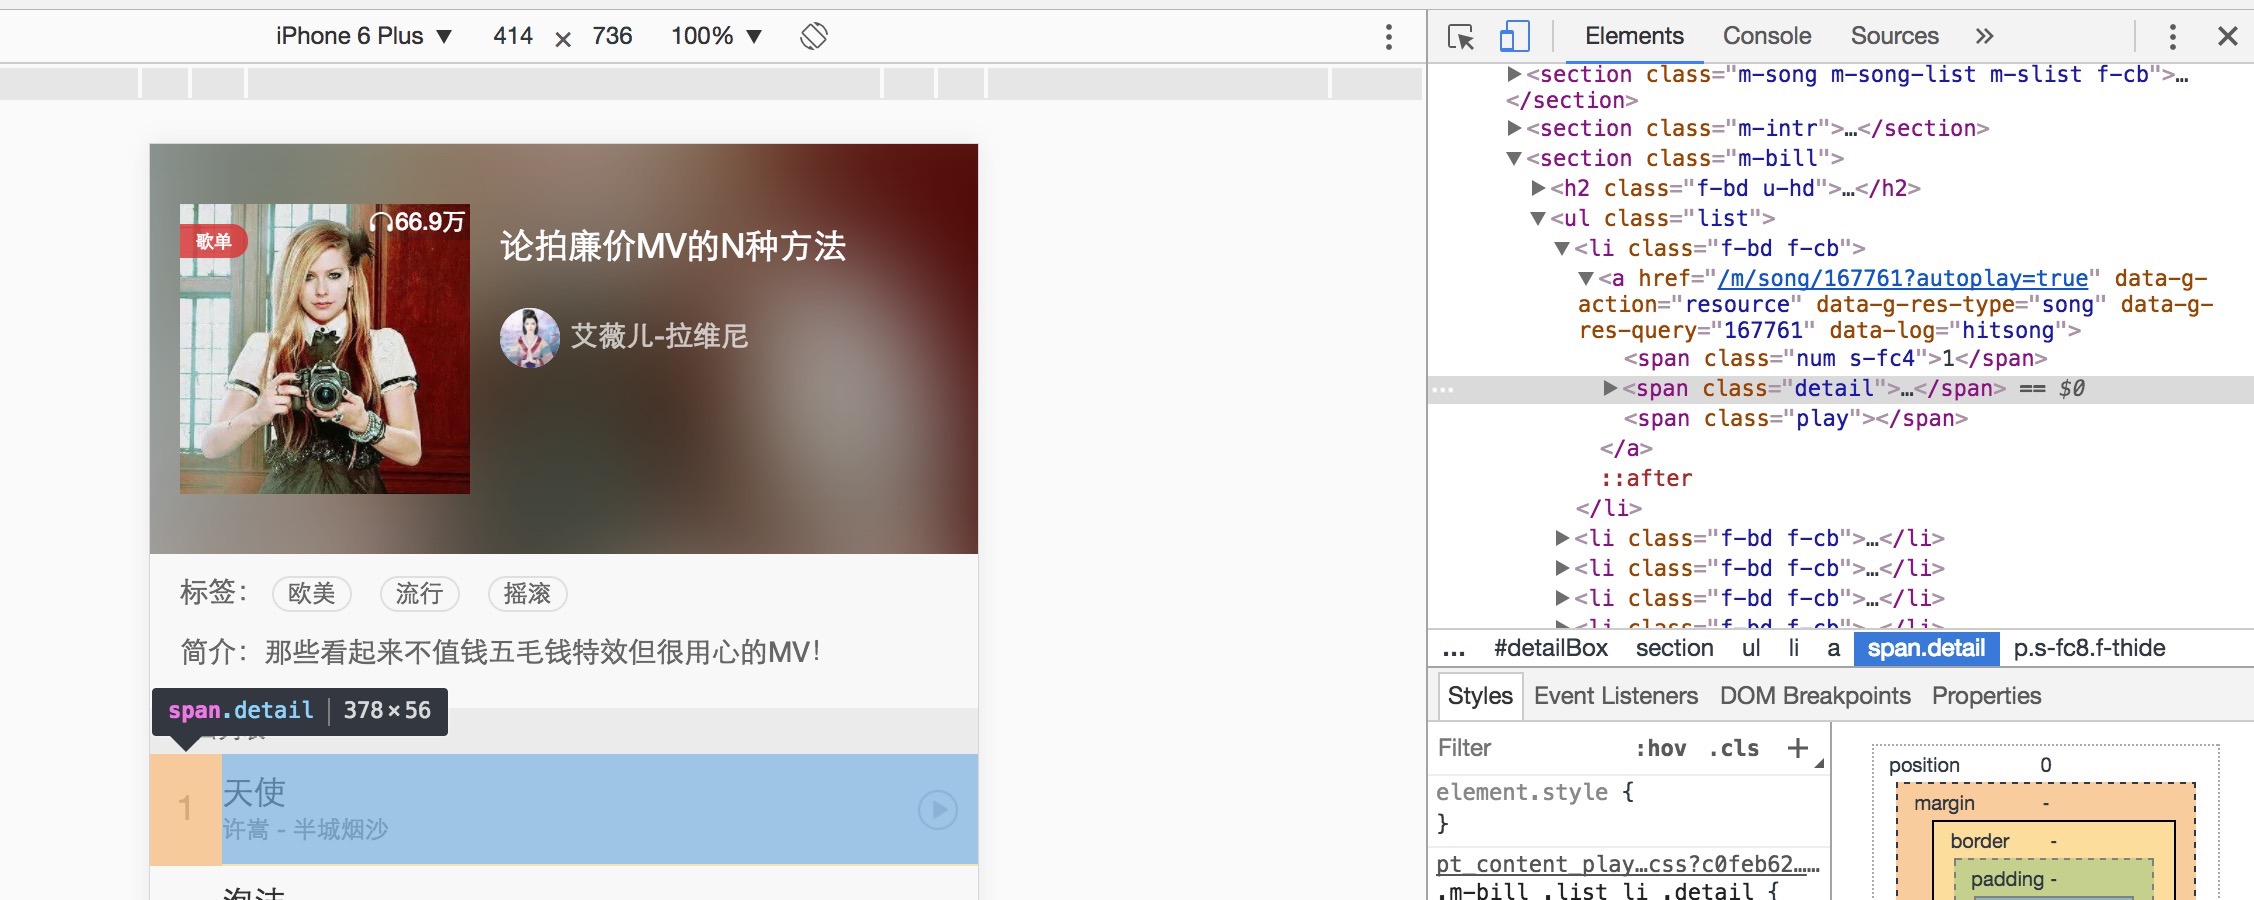 iPhone 6 Plus ▼ 414 × 736 100% ▼
66.9万
歌单
论拍廉价MV的N种方法
艾薇儿-拉维尼
标签： 欧美 流行 摇滚
简介：那些看起来不值钱五毛钱特效但很用心的MV！
span.detail | 378×56
1 天使
许嵩 - 半城烟沙
Elements Console Sources »
▶<section class="m-song m-song-list m-slist f-cb">…
</section>
▶<section class="m-intr">…</section>
▼<section class="m-bill">
▶<h2 class="f-bd u-hd">…</h2>
▼<ul class="list">
▼<li class="f-bd f-cb">
▼<a href="/m/song/167761?autoplay=true" data-g-
action="resource" data-g-res-type="song" data-g-
res-query="167761" data-log="hitsong">
<span class="num s-fc4">1</span>
… ▶<span class="detail">…</span> == $0
<span class="play"></span>
</a>
::after
</li>
▶<li class="f-bd f-cb">…</li>
▶<li class="f-bd f-cb">…</li>
▶<li class="f-bd f-cb">…</li>
▶<li class="f-bd f-cb">…</li>
… #detailBox section ul li a span.detail p.s-fc8.f-thide
Styles Event Listeners DOM Breakpoints Properties
Filter :hov .cls +
element.style {
}
pt_content_play…css?c0feb62……
.m-bill .list li .detail {
position 0
margin -
border -
padding -